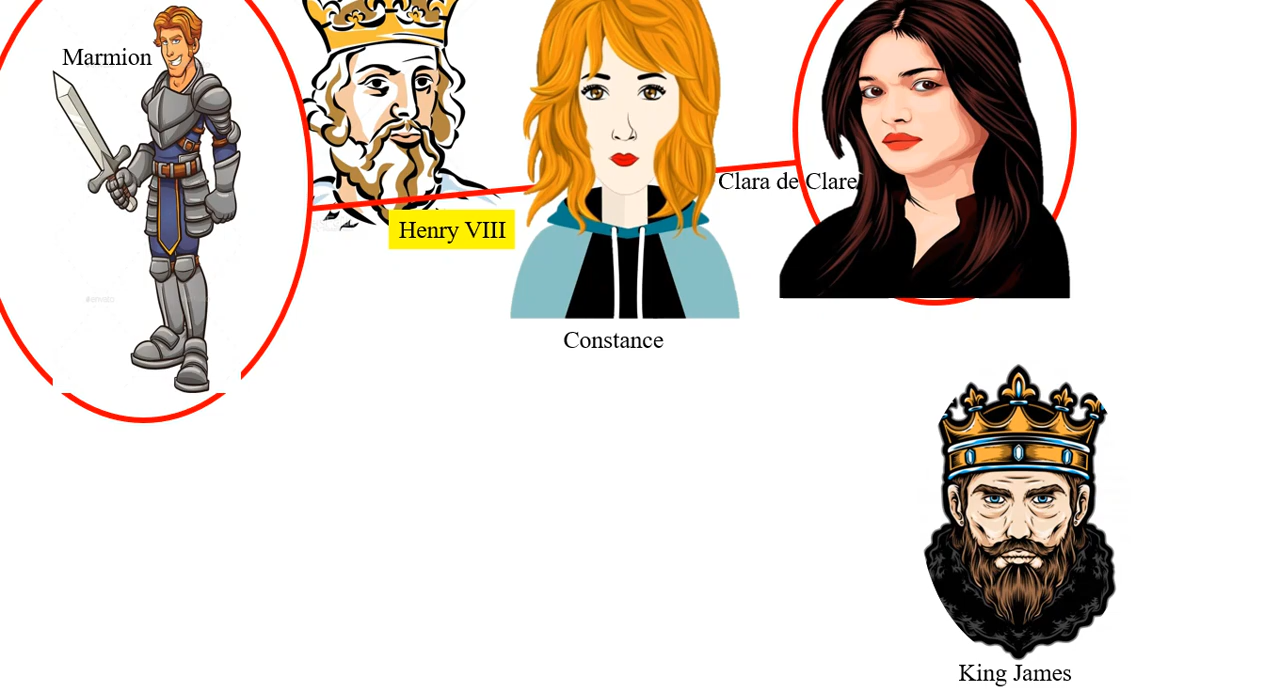 Marmion
Henry VIII
Clara de Clare
Constance
King James